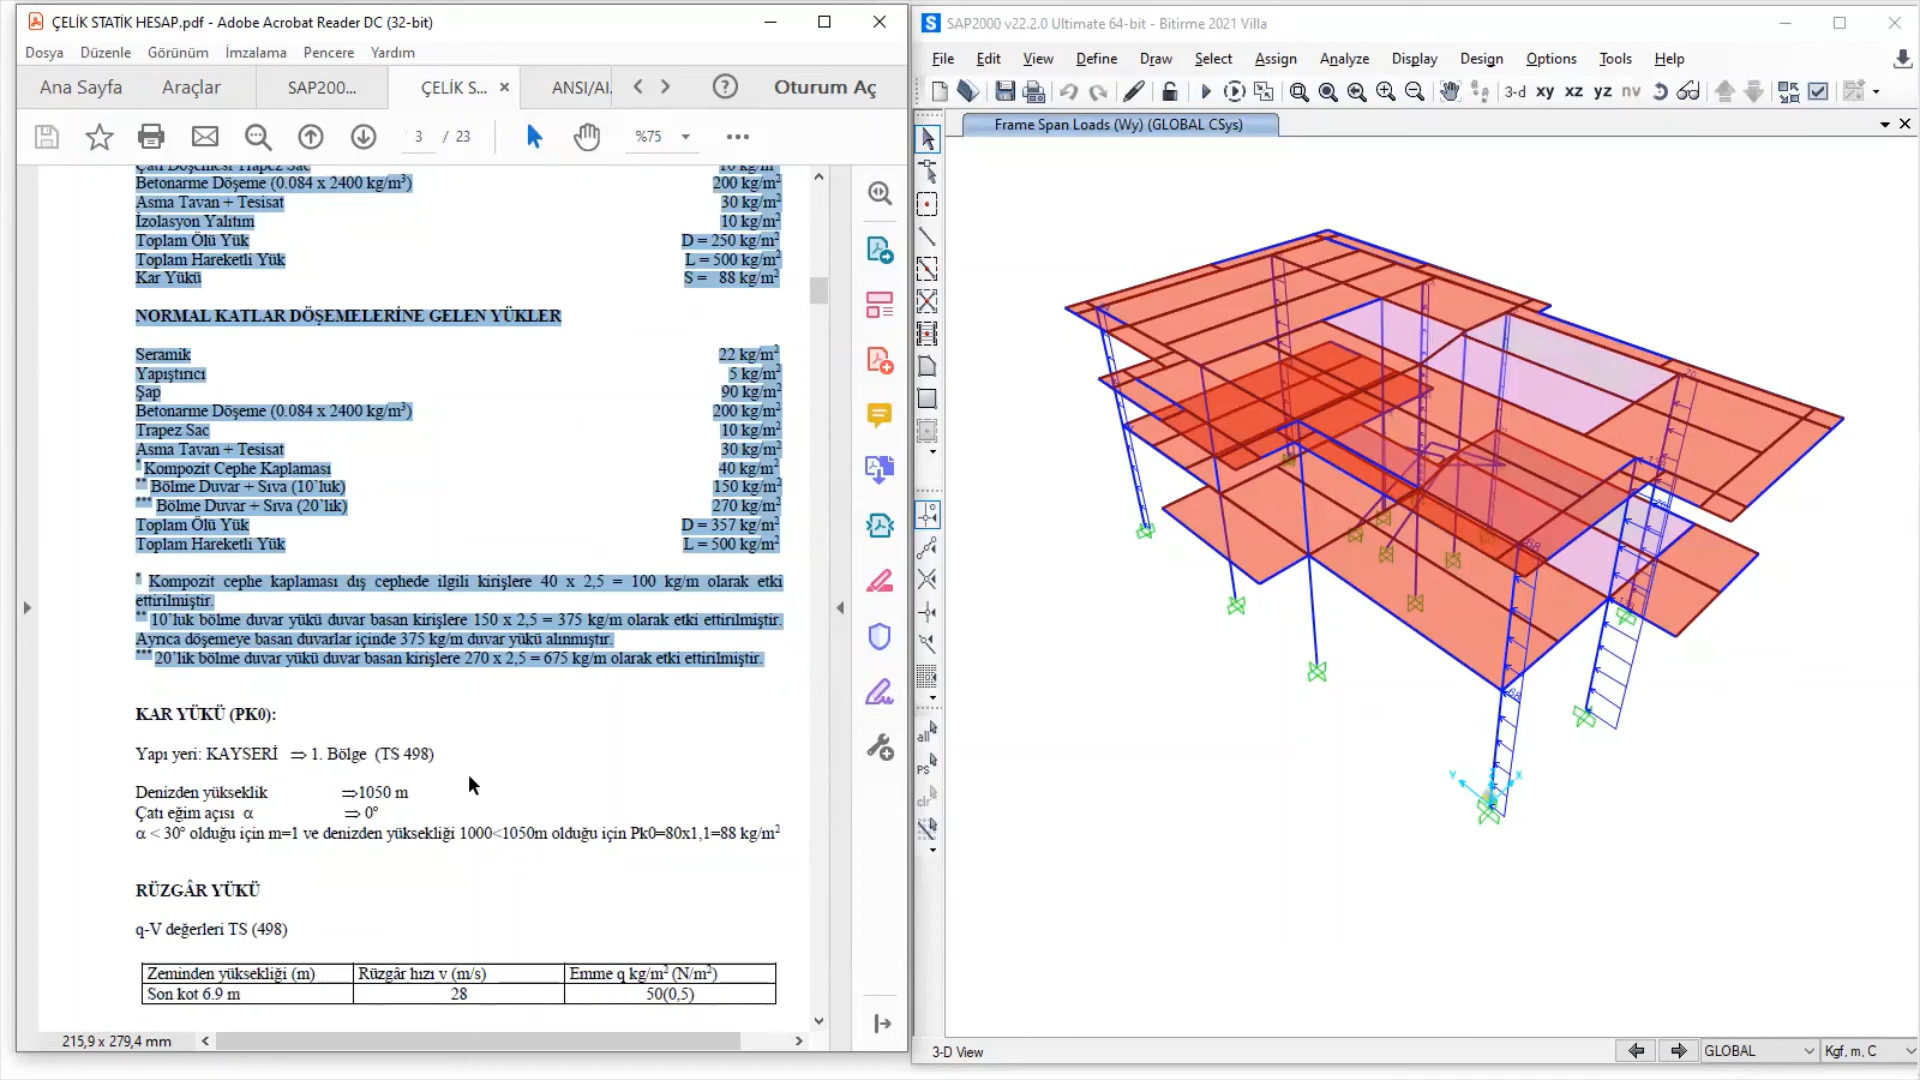 ÇELİK STATİK HESAP.pdf - Adobe Acrobat Reader DC (32-bit)
Dosya Düzenle Görünüm İmzalama Pencere Yardım
Ana Sayfa Araçlar SAP200... ÇELİK S... × ANSI/AI. Oturum Aç
3 / 23 %75
Çatı Döşemesi Trapez Sac 10 kg/m²
Betonarme Döşeme (0.084 x 2400 kg/m³) 200 kg/m²
Asma Tavan + Tesisat 30 kg/m²
İzolasyon Yalıtım 10 kg/m²
Toplam Ölü Yük D = 250 kg/m²
Toplam Hareketli Yük L = 500 kg/m²
Kar Yükü S = 88 kg/m²
NORMAL KATLAR DÖŞEMELERİNE GELEN YÜKLER
Seramik 22 kg/m²
Yapıştırıcı 5 kg/m²
Şap 90 kg/m²
Betonarme Döşeme (0.084 x 2400 kg/m³) 200 kg/m²
Trapez Sac 10 kg/m²
Asma Tavan + Tesisat 30 kg/m²
* Kompozit Cephe Kaplaması 40 kg/m²
** Bölme Duvar + Sıva (10`luk) 150 kg/m²
*** Bölme Duvar + Sıva (20`lik) 270 kg/m²
Toplam Ölü Yük D = 357 kg/m²
Toplam Hareketli Yük L = 500 kg/m²
* Kompozit cephe kaplaması dış cephede ilgili kirişlere 40 x 2,5 = 100 kg/m olarak etki
ettirilmiştir.
** 10`luk bölme duvar yükü duvar basan kirişlere 150 x 2,5 = 375 kg/m olarak etki ettirilmiştir.
Ayrıca döşemeye basan duvarlar içinde 375 kg/m duvar yükü alınmıştır.
*** 20`lik bölme duvar yükü duvar basan kirişlere 270 x 2,5 = 675 kg/m olarak etki ettirilmiştir.
KAR YÜKÜ (PK0):
Yapı yeri: KAYSERİ ⇒ 1. Bölge (TS 498)
Denizden yükseklik ⇒1050 m
Çatı eğim açısı α ⇒ 0°
α < 30° olduğu için m=1 ve denizden yüksekliği 1000<1050m olduğu için Pk0=80x1,1=88 kg/m²
RÜZGÂR YÜKÜ
q-V değerleri TS (498)
Zeminden yüksekliği (m) Rüzgâr hızı v (m/s) Emme q kg/m² (N/m²)
Son kot 6.9 m 28 50(0,5)
215,9 x 279,4 mm
SAP2000 v22.2.0 Ultimate 64-bit - Bitirme 2021 Villa
File Edit View Define Draw Select Assign Analyze Display Design Options Tools Help
3-d xy xz yz nv
Frame Span Loads (Wy) (GLOBAL CSys)
all
PS
clr
Y Z X
3-D View GLOBAL Kgf, m, C